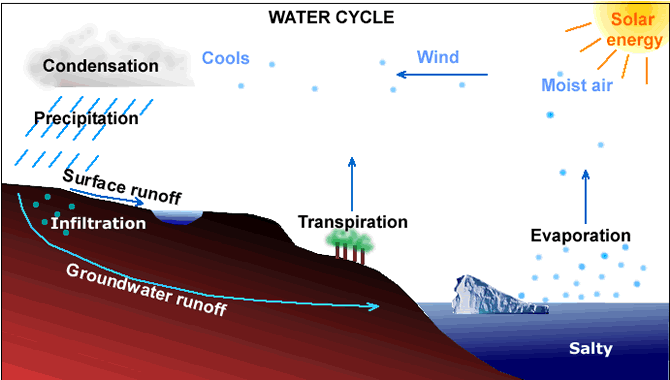 WATER CYCLE
Solar
energy
Condensation
Cools
Wind
Moist air
Precipitation
Surface runoff
Infiltration
Transpiration
Evaporation
Groundwater runoff
Salty